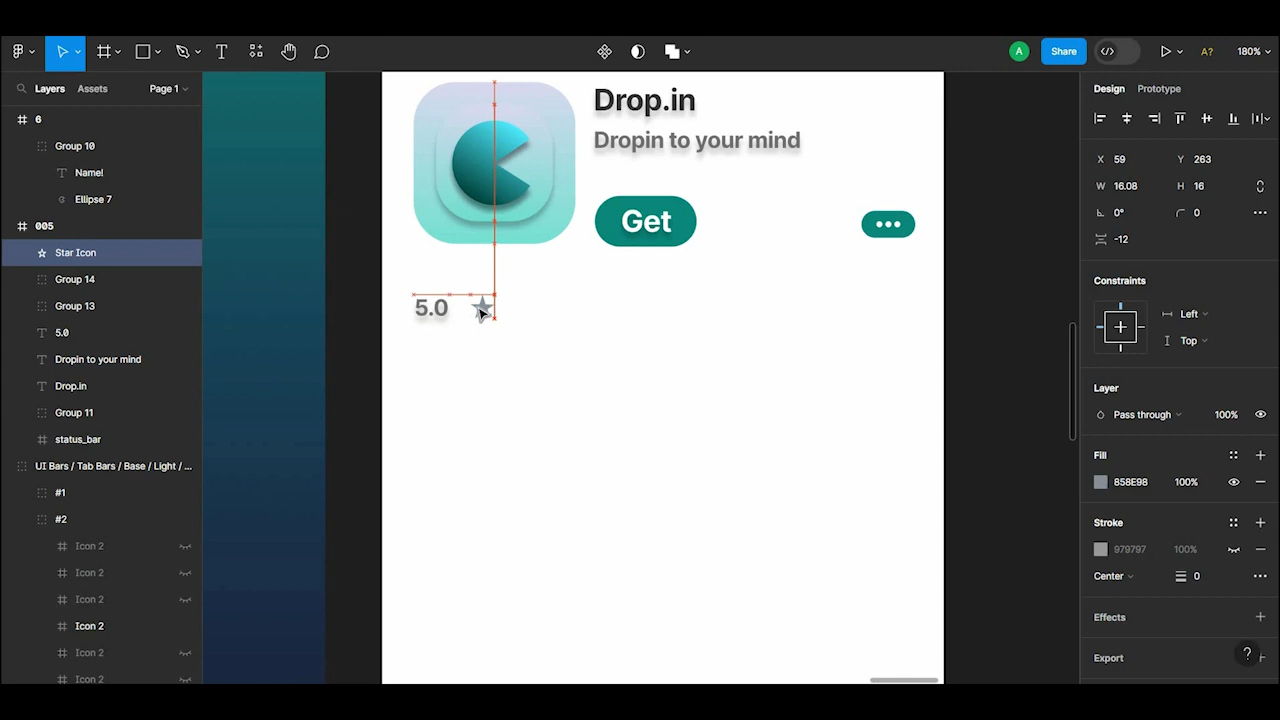 A
Share
A?
180%
Layers
Assets
Page 1
6
Group 10
Name!
Ellipse 7
005
Star Icon
Group 14
Group 13
5.0
Dropin to your mind
Drop.in
Group 11
status_bar
UI Bars / Tab Bars / Base / Light / ...
#1
#2
Icon 2
Icon 2
Icon 2
Icon 2
Icon 2
Icon 2
Drop.in
Dropin to your mind
Get
5.0
Design
Prototype
X 59
Y 263
W 16.08
H 16
0°
0
-12
Constraints
Left
Top
Layer
Pass through
100%
Fill
858E98
100%
Stroke
979797
100%
Center
0
Effects
Export
?